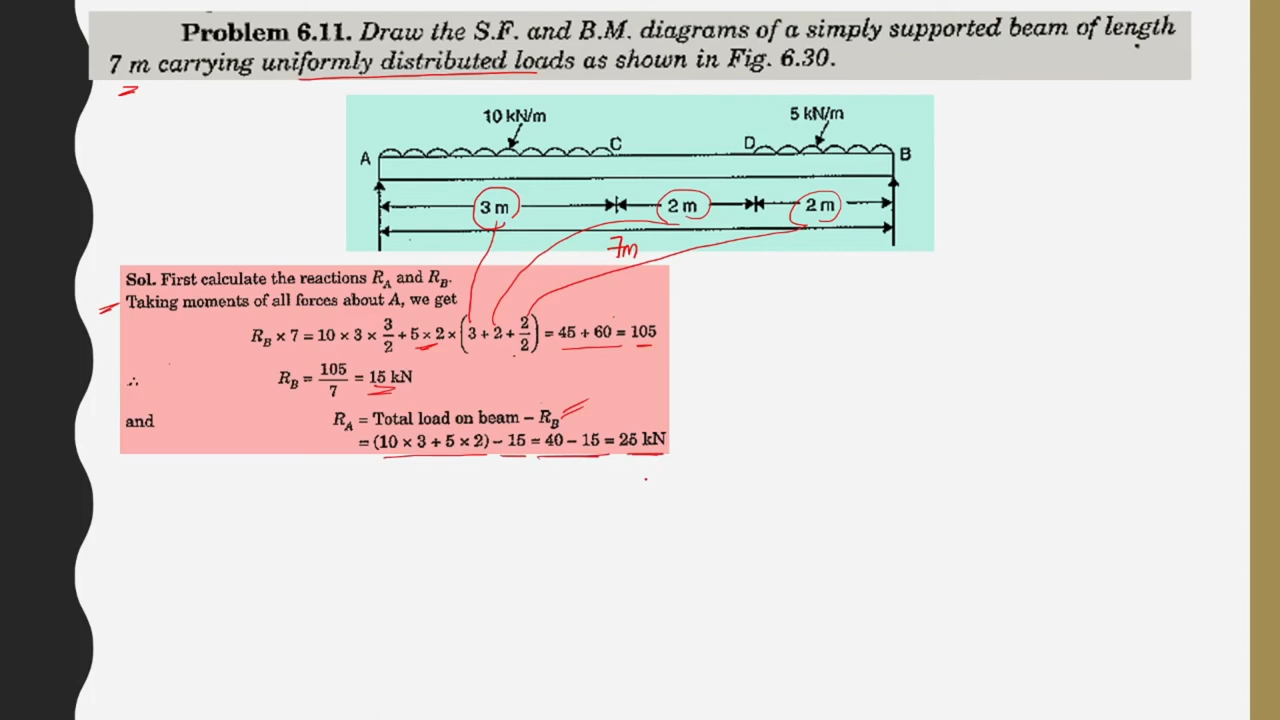 Problem 6.11. Draw the S.F. and B.M. diagrams of a simply supported beam of length
7 m carrying uniformly distributed loads as shown in Fig. 6.30.
10 kN/m
5 kN/m
A
C
D
B
3 m
2 m
2 m
7m
Sol. First calculate the reactions R_A and R_B.
Taking moments of all forces about A, we get
R_B × 7 = 10 × 3 × 3/2 + 5 × 2 × (3 + 2 + 2/2) = 45 + 60 = 105
∴ R_B = 105/7 = 15 kN
and R_A = Total load on beam – R_B
= (10 × 3 + 5 × 2) – 15 = 40 – 15 = 25 kN